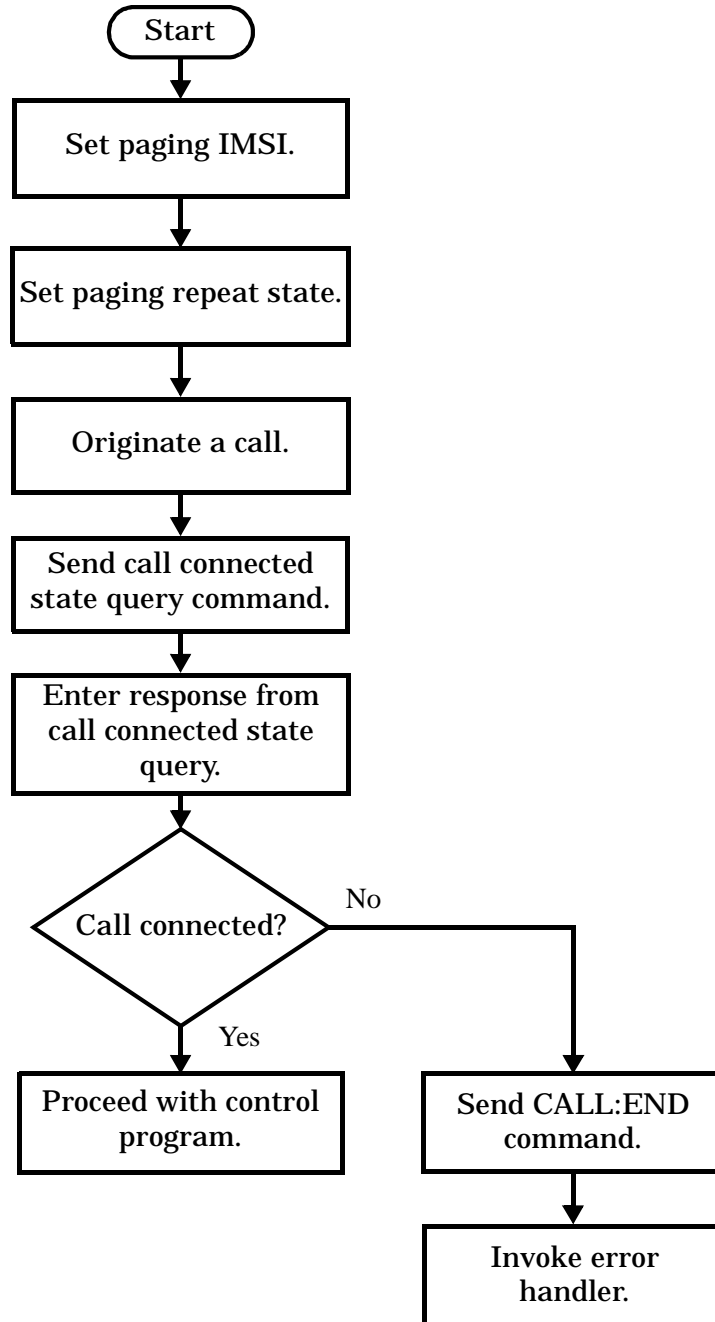 Start
Set paging IMSI.
Set paging repeat state.
Originate a call.
Send call connected
state query command.
Enter response from
call connected state
query.
Call connected?
No
Yes
Proceed with control
program.
Send CALL:END
command.
Invoke error
handler.